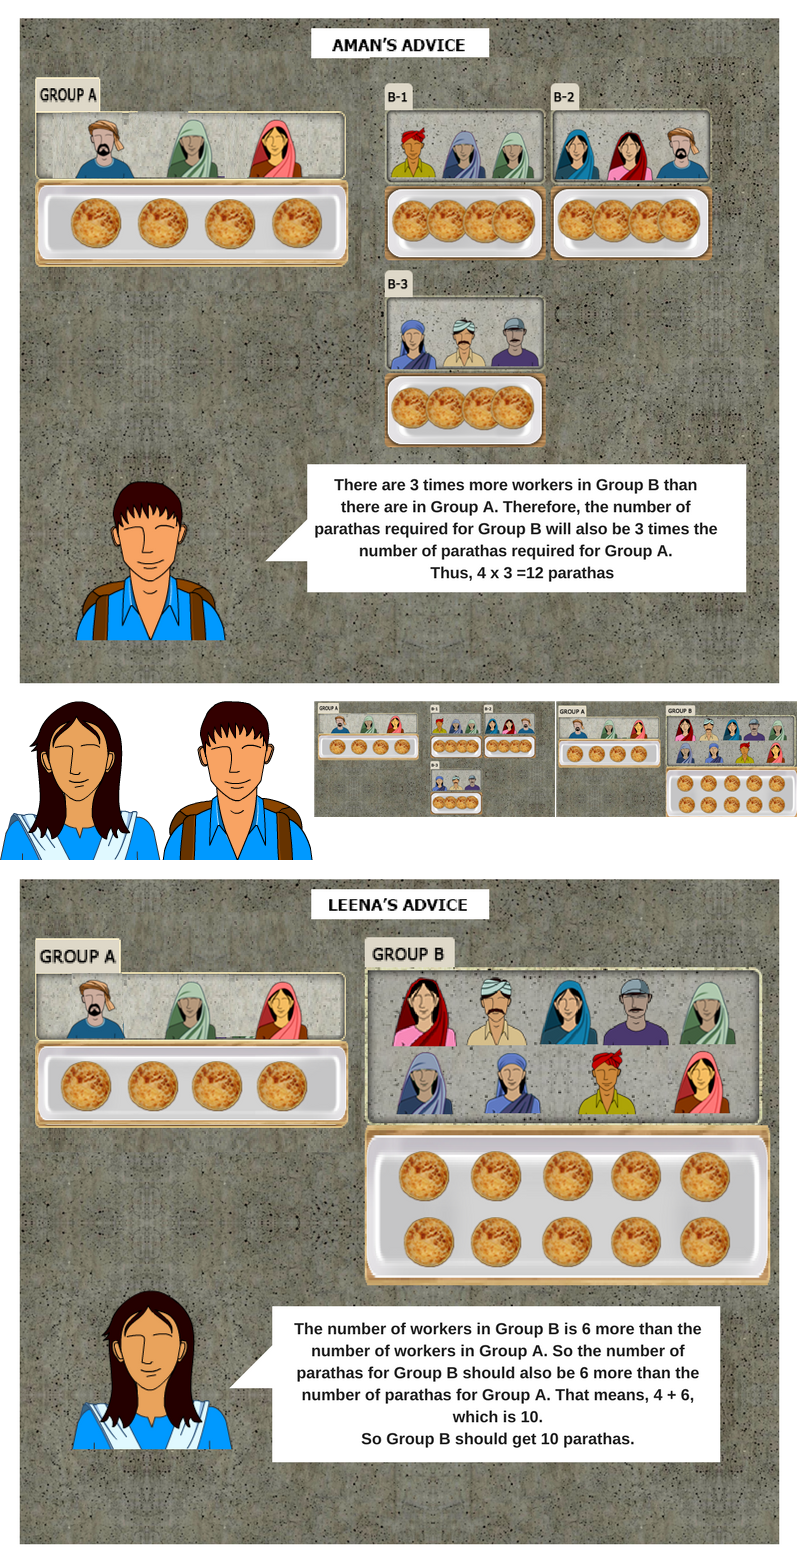 AMAN'S ADVICE
GROUP A
B-1
B-2
B-3
There are 3 times more workers in Group B than
there are in Group A. Therefore, the number of
parathas required for Group B will also be 3 times the
number of parathas required for Group A.
Thus, 4 x 3 =12 parathas
GROUP A
B-1
B-2
B-3
GROUP A
GROUP B
LEENA'S ADVICE
GROUP A
GROUP B
The number of workers in Group B is 6 more than the
number of workers in Group A. So the number of
parathas for Group B should also be 6 more than the
number of parathas for Group A. That means, 4 + 6,
which is 10.
So Group B should get 10 parathas.